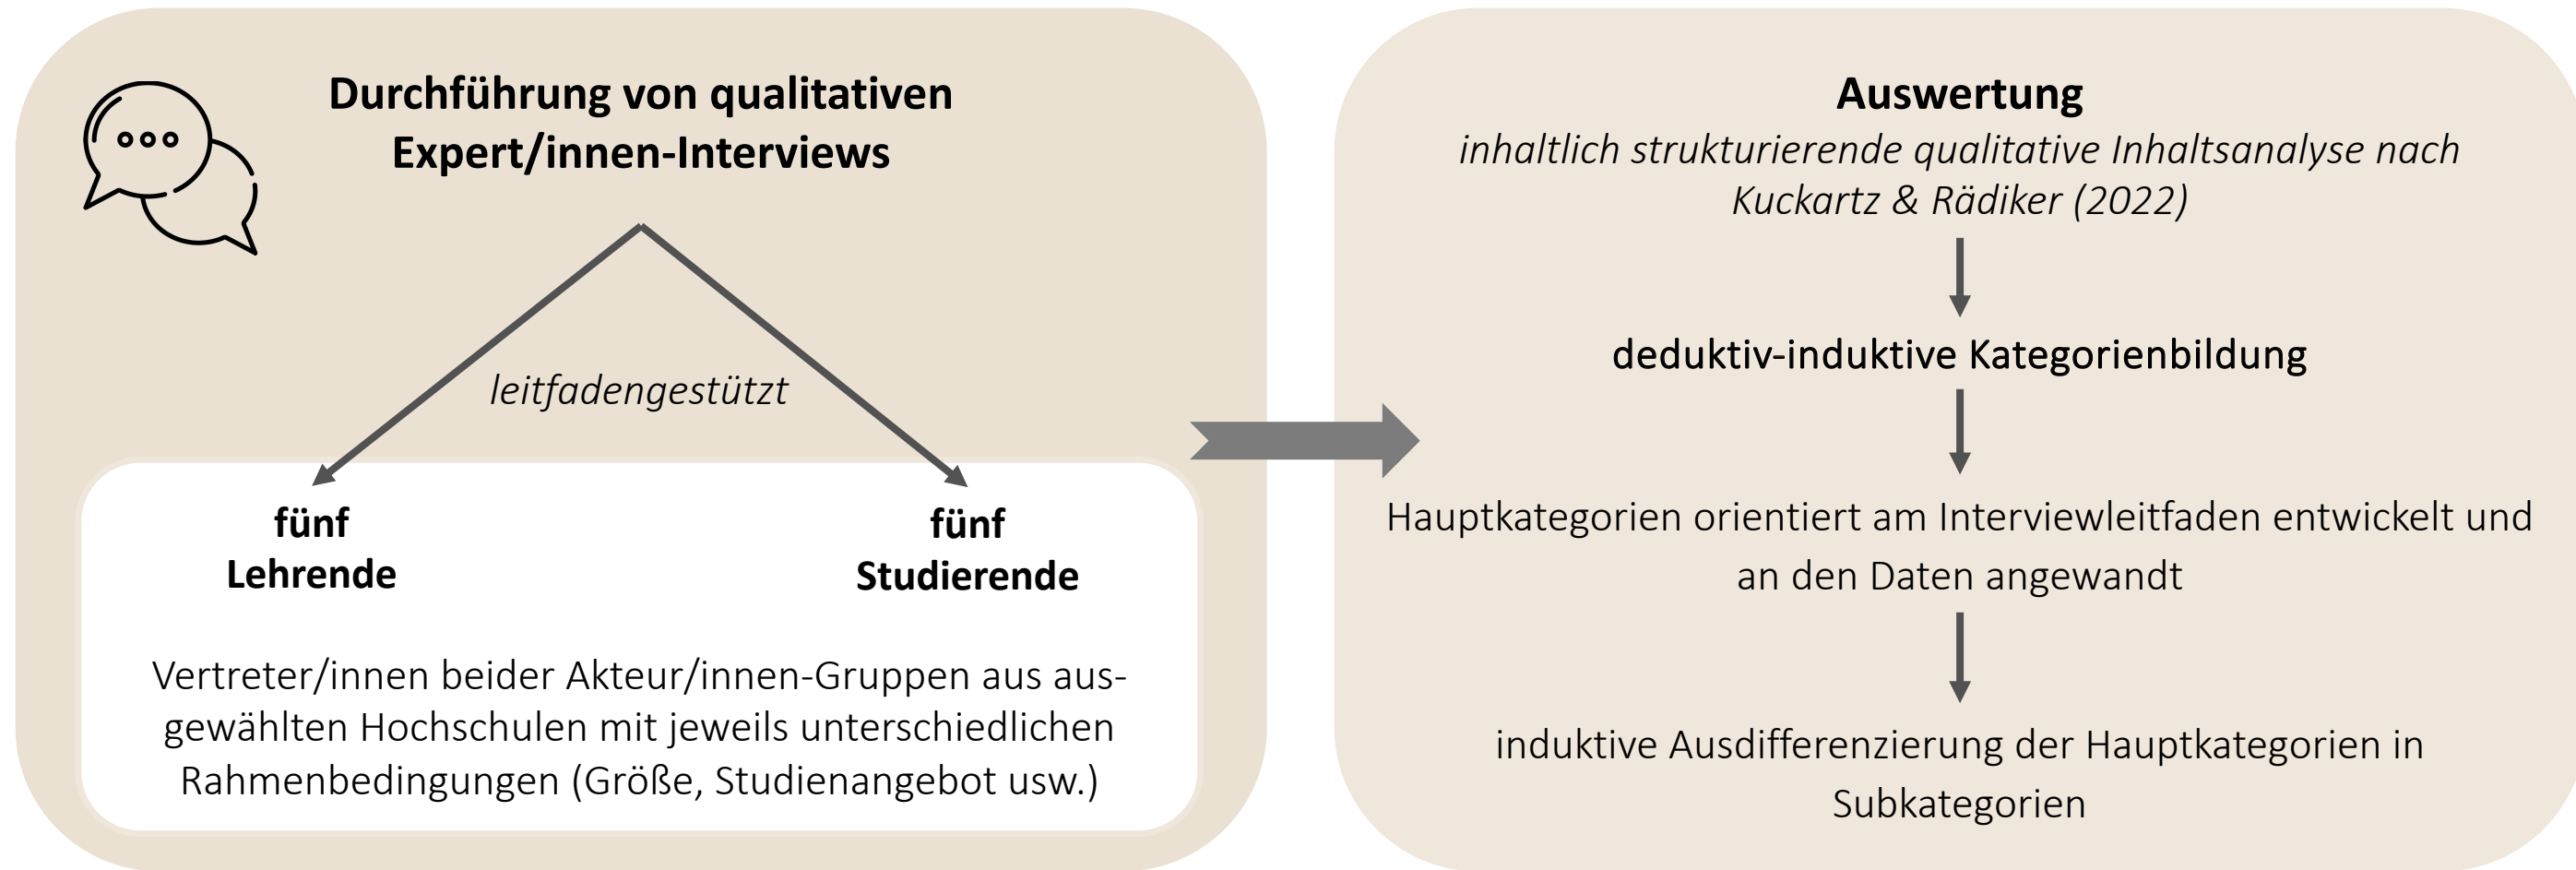 Durchführung von qualitativen
Expert/innen-Interviews
leitfadengestützt
fünf
Lehrende
fünf
Studierende
Vertreter/innen beider Akteur/innen-Gruppen aus aus-
gewählten Hochschulen mit jeweils unterschiedlichen
Rahmenbedingungen (Größe, Studienangebot usw.)
Auswertung
inhaltlich strukturierende qualitative Inhaltsanalyse nach
Kuckartz & Rädiker (2022)
deduktiv-induktive Kategorienbildung
Hauptkategorien orientiert am Interviewleitfaden entwickelt und
an den Daten angewandt
induktive Ausdifferenzierung der Hauptkategorien in
Subkategorien